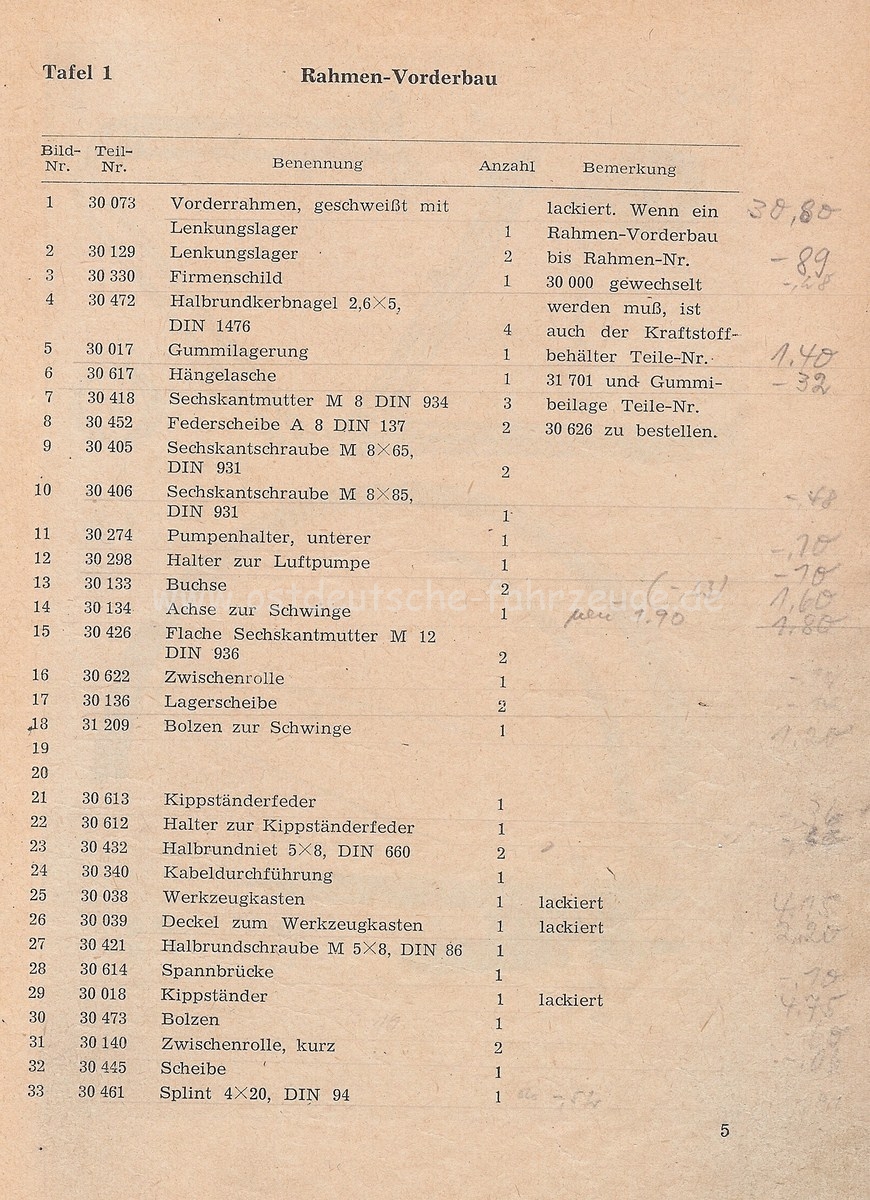 Tafel 1 Rahmen-Vorderbau
Bild- Teil-
Nr. Nr. Benennung Anzahl Bemerkung
1 30 073 Vorderrahmen, geschweißt mit lackiert. Wenn ein 30,80
Lenkungslager 1 Rahmen-Vorderbau
2 30 129 Lenkungslager 2 bis Rahmen-Nr. -89
3 30 330 Firmenschild 1 30 000 gewechselt
4 30 472 Halbrundkerbnagel 2,6×5, werden muß, ist
DIN 1476 4 auch der Kraftstoff-
5 30 017 Gummilagerung 1 behälter Teile-Nr. 1.40
6 30 617 Hängelasche 1 31 701 und Gummi- -32
7 30 418 Sechskantmutter M 8 DIN 934 3 beilage Teile-Nr.
8 30 452 Federscheibe A 8 DIN 137 2 30 626 zu bestellen.
9 30 405 Sechskantschraube M 8×65,
DIN 931 2
10 30 406 Sechskantschraube M 8×85, -.48
DIN 931 1
11 30 274 Pumpenhalter, unterer 1 -.10
12 30 298 Halter zur Luftpumpe 1 -10
13 30 133 Buchse 2 1,60
www.ostdeutsche-fahrzeuge.de
14 30 134 Achse zur Schwinge 1 neu 1.90 1.80
15 30 426 Flache Sechskantmutter M 12
DIN 936 2
16 30 622 Zwischenrolle 1
17 30 136 Lagerscheibe 2
18 31 209 Bolzen zur Schwinge 1 1.20
19
20
21 30 613 Kippständerfeder 1
22 30 612 Halter zur Kippständerfeder 1
23 30 432 Halbrundniet 5×8, DIN 660 2
24 30 340 Kabeldurchführung 1
25 30 038 Werkzeugkasten 1 lackiert
26 30 039 Deckel zum Werkzeugkasten 1 lackiert 2.20
27 30 421 Halbrundschraube M 5×8, DIN 86 1
28 30 614 Spannbrücke 1 -.10
29 30 018 Kippständer 1 lackiert 4.75
30 30 473 Bolzen 1
31 30 140 Zwischenrolle, kurz 2
32 30 445 Scheibe 1
33 30 461 Splint 4×20, DIN 94 1
5